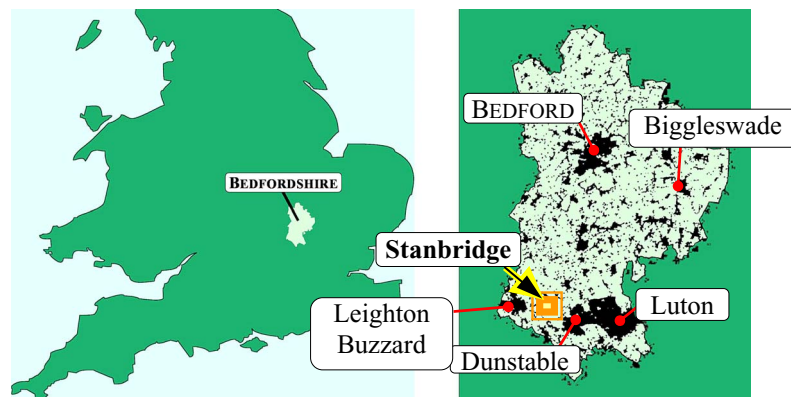 BEDFORDSHIRE
BEDFORD
Biggleswade
Stanbridge
Leighton
Buzzard
Luton
Dunstable